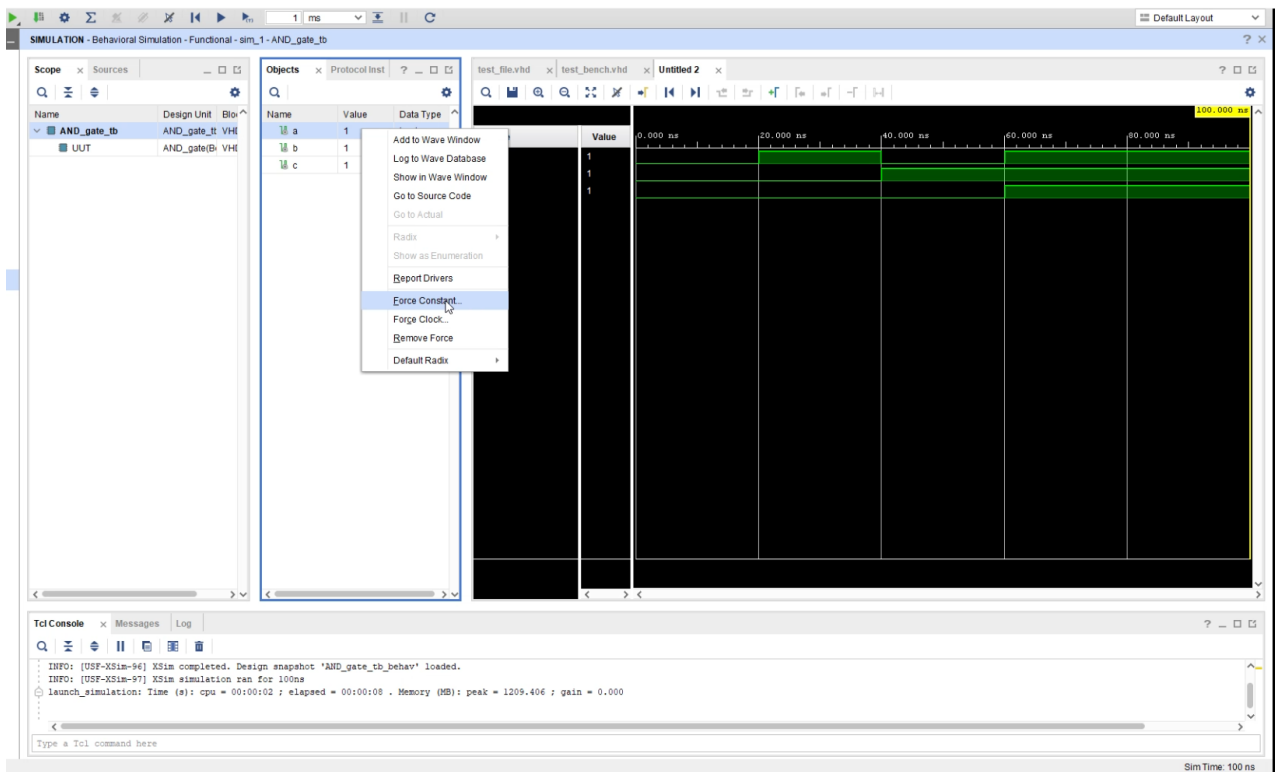 1 ms Default Layout
SIMULATION - Behavioral Simulation - Functional - sim_1 - AND_gate_tb
Scope Sources
Name Design Unit
AND_gate_tb AND_gate_tt VHD
UUT AND_gate(B VHD
Objects Protocol Inst
Name Value Data Type
a 1
b 1
c 1
Add to Wave Window
Log to Wave Database
Show in Wave Window
Go to Source Code
Go to Actual
Radix
Show as Enumeration
Report Drivers
Force Constant...
Force Clock...
Remove Force
Default Radix
test_file.vhd test_bench.vhd Untitled 2
100.000 ns
Value
0.000 ns 20.000 ns 40.000 ns 60.000 ns 80.000 ns
1
1
Tcl Console Messages Log
INFO: [USF-XSim-96] XSim completed. Design snapshot 'AND_gate_tb_behav' loaded.
INFO: [USF-XSim-97] XSim simulation ran for 100ns
launch_simulation: Time (s): cpu = 00:00:02 ; elapsed = 00:00:08 . Memory (MB): peak = 1209.406 ; gain = 0.000
Type a Tcl command here
Sim Time: 100 ns